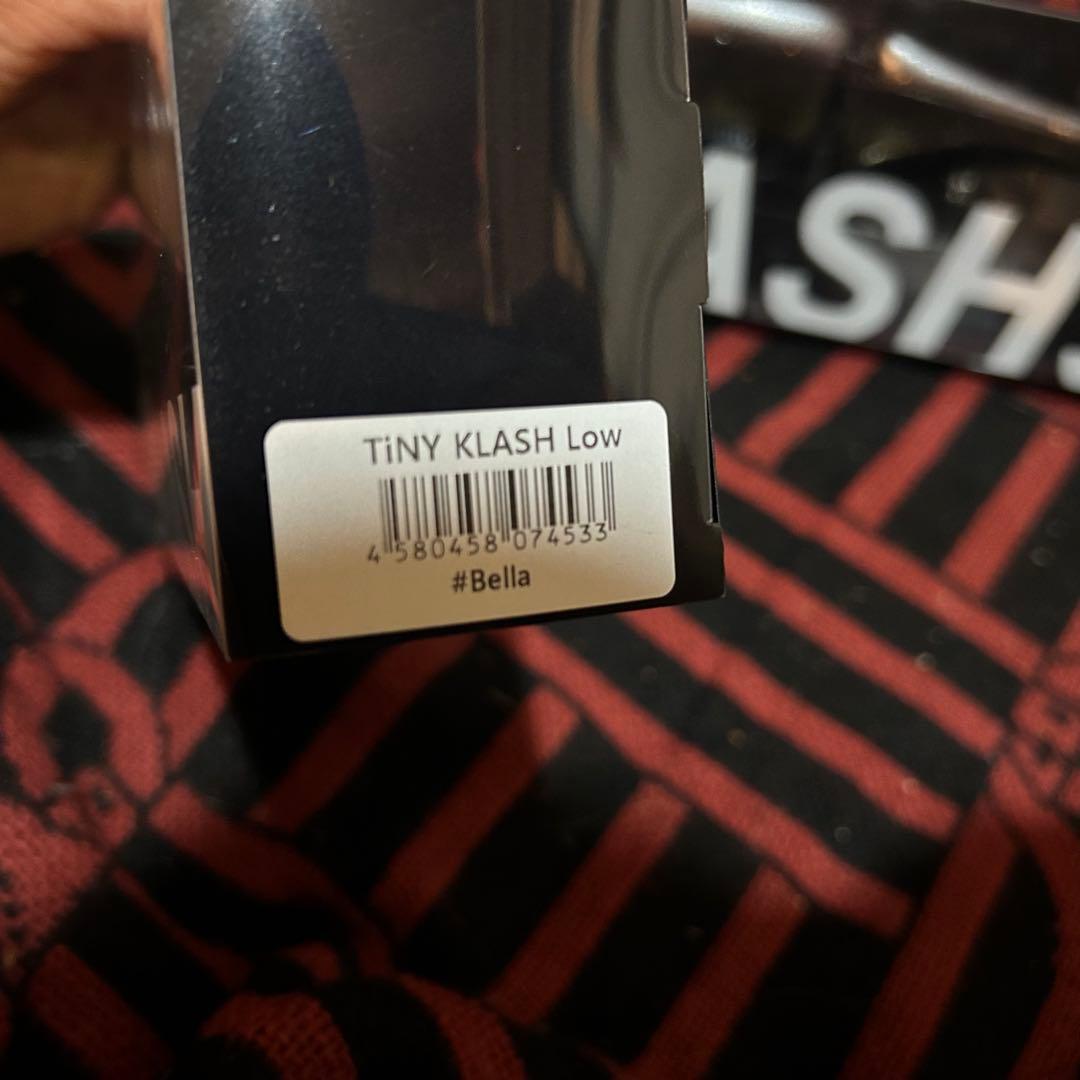 TiNY KLASH Low
4 580458 074533
#Bella
ASH